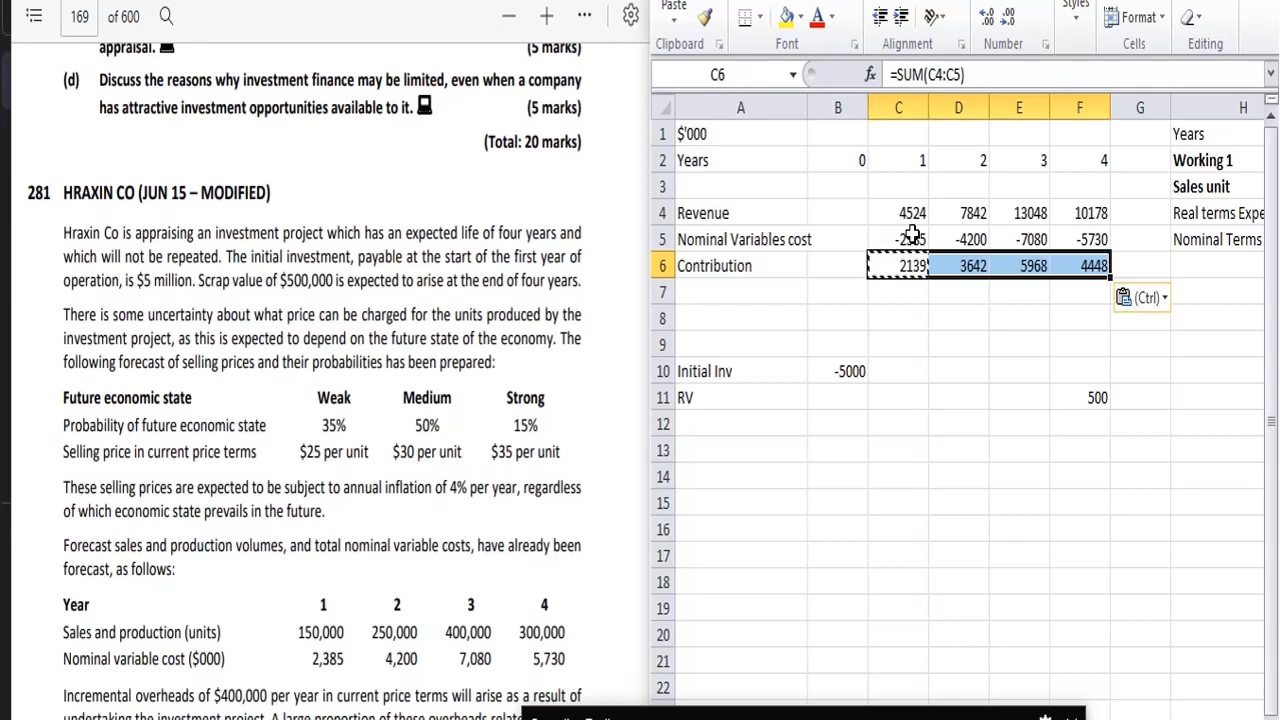 169 of 600
appraisal.
(5 marks)
(d) Discuss the reasons why investment finance may be limited, even when a company
has attractive investment opportunities available to it. (5 marks)
(Total: 20 marks)
281 HRAXIN CO (JUN 15 – MODIFIED)
Hraxin Co is appraising an investment project which has an expected life of four years and
which will not be repeated. The initial investment, payable at the start of the first year of
operation, is $5 million. Scrap value of $500,000 is expected to arise at the end of four years.
There is some uncertainty about what price can be charged for the units produced by the
investment project, as this is expected to depend on the future state of the economy. The
following forecast of selling prices and their probabilities has been prepared:
Future economic state Weak Medium Strong
Probability of future economic state 35% 50% 15%
Selling price in current price terms $25 per unit $30 per unit $35 per unit
These selling prices are expected to be subject to annual inflation of 4% per year, regardless
of which economic state prevails in the future.
Forecast sales and production volumes, and total nominal variable costs, have already been
forecast, as follows:
Year 1 2 3 4
Sales and production (units) 150,000 250,000 400,000 300,000
Nominal variable cost ($000) 2,385 4,200 7,080 5,730
Incremental overheads of $400,000 per year in current price terms will arise as a result of
undertaking the investment project. A large proportion of these overheads
Paste
Styles
Format
Clipboard Font Alignment Number Cells Editing
C6 fx =SUM(C4:C5)
A B C D E F G H
1 $'000 Years
2 Years 0 1 2 3 4 Working 1
3 Sales unit
4 Revenue 4524 7842 13048 10178 Real terms Expe
5 Nominal Variables cost -4200 -7080 -5730 Nominal Terms
6 Contribution 2139 3642 5968 4448
7 (Ctrl)
8
9
10 Initial Inv -5000
11 RV 500
12
13
14
15
16
17
18
19
20
21
22